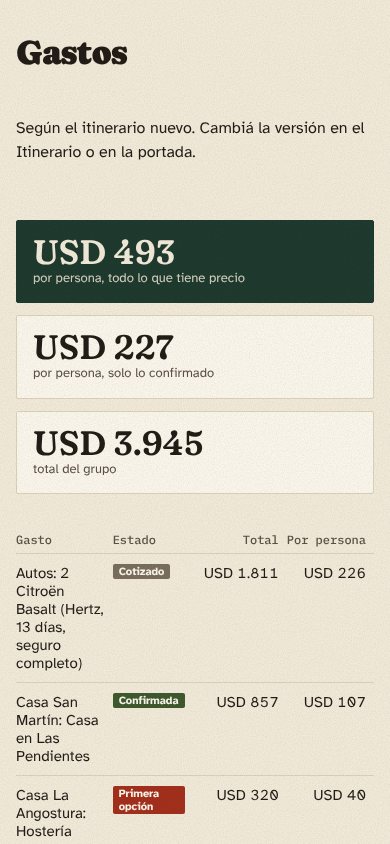 Gastos
Según el itinerario nuevo. Cambiá la versión en el
Itinerario o en la portada.
USD 493
por persona, todo lo que tiene precio
USD 227
por persona, solo lo confirmado
USD 3.945
total del grupo
Gasto Estado Total Por persona
Autos: 2 Cotizado USD 1.811 USD 226
Citroën
Basalt (Hertz,
13 días,
seguro
completo)
Casa San Confirmada USD 857 USD 107
Martín: Casa
en Las
Pendientes
Casa La Primera USD 320 USD 40
Angostura: opción
Hostería